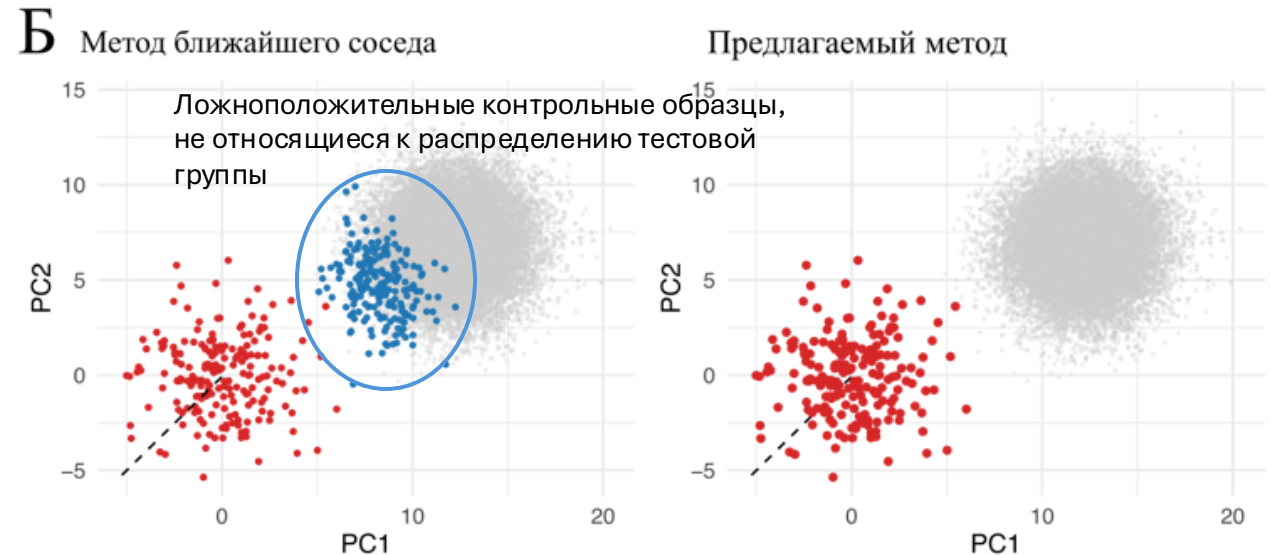 Б Метод ближайшего соседа
Предлагаемый метод
Ложноположительные контрольные образцы,
не относящиеся к распределению тестовой
группы
15
10
5
0
−5
PC2
0 10 20
PC1
15
10
5
0
−5
PC2
0 10 20
PC1